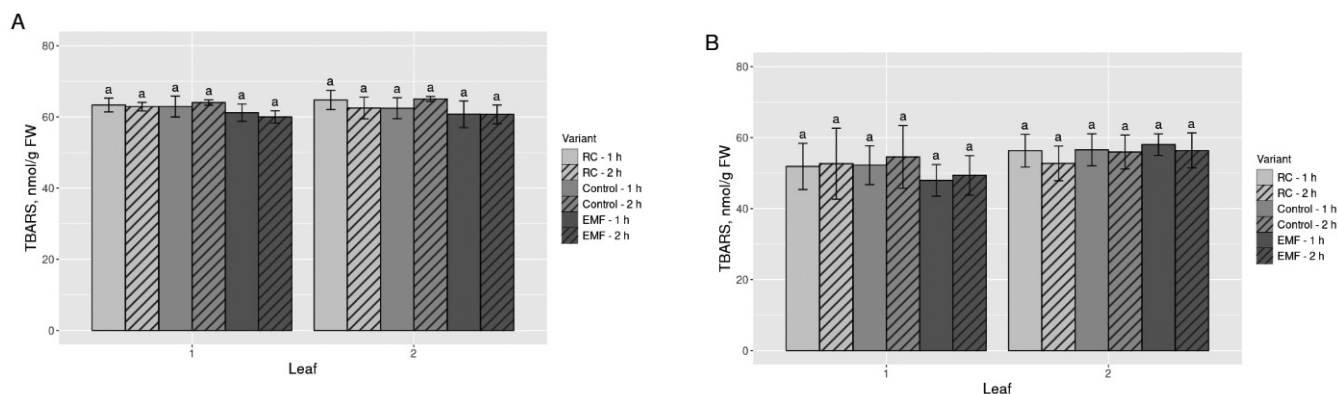 A
80
60
40
20
0
TBARS, nmol/g FW
a a a a a a
a a a a a a
1 2
Leaf
Variant
RC - 1 h
RC - 2 h
Control - 1 h
Control - 2 h
EMF - 1 h
EMF - 2 h
B
80
60
40
20
0
TBARS, nmol/g FW
a a a a a a
a a a a a a
1 2
Leaf
Variant
RC - 1 h
RC - 2 h
Control - 1 h
Control - 2 h
EMF - 1 h
EMF - 2 h